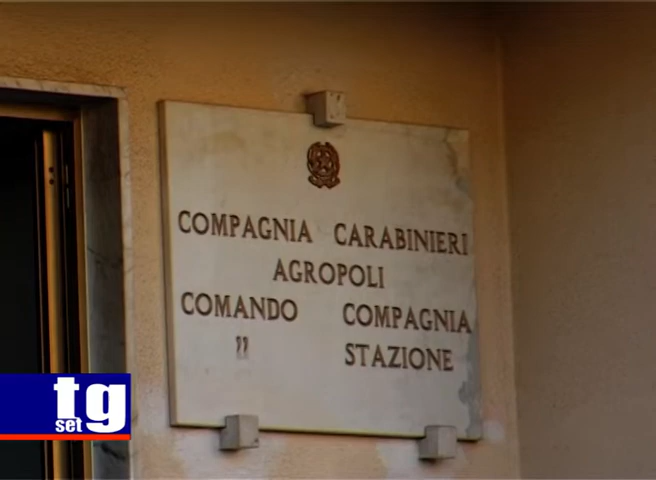 COMPAGNIA CARABINIERI
AGROPOLI
COMANDO COMPAGNIA
" STAZIONE
tg
set